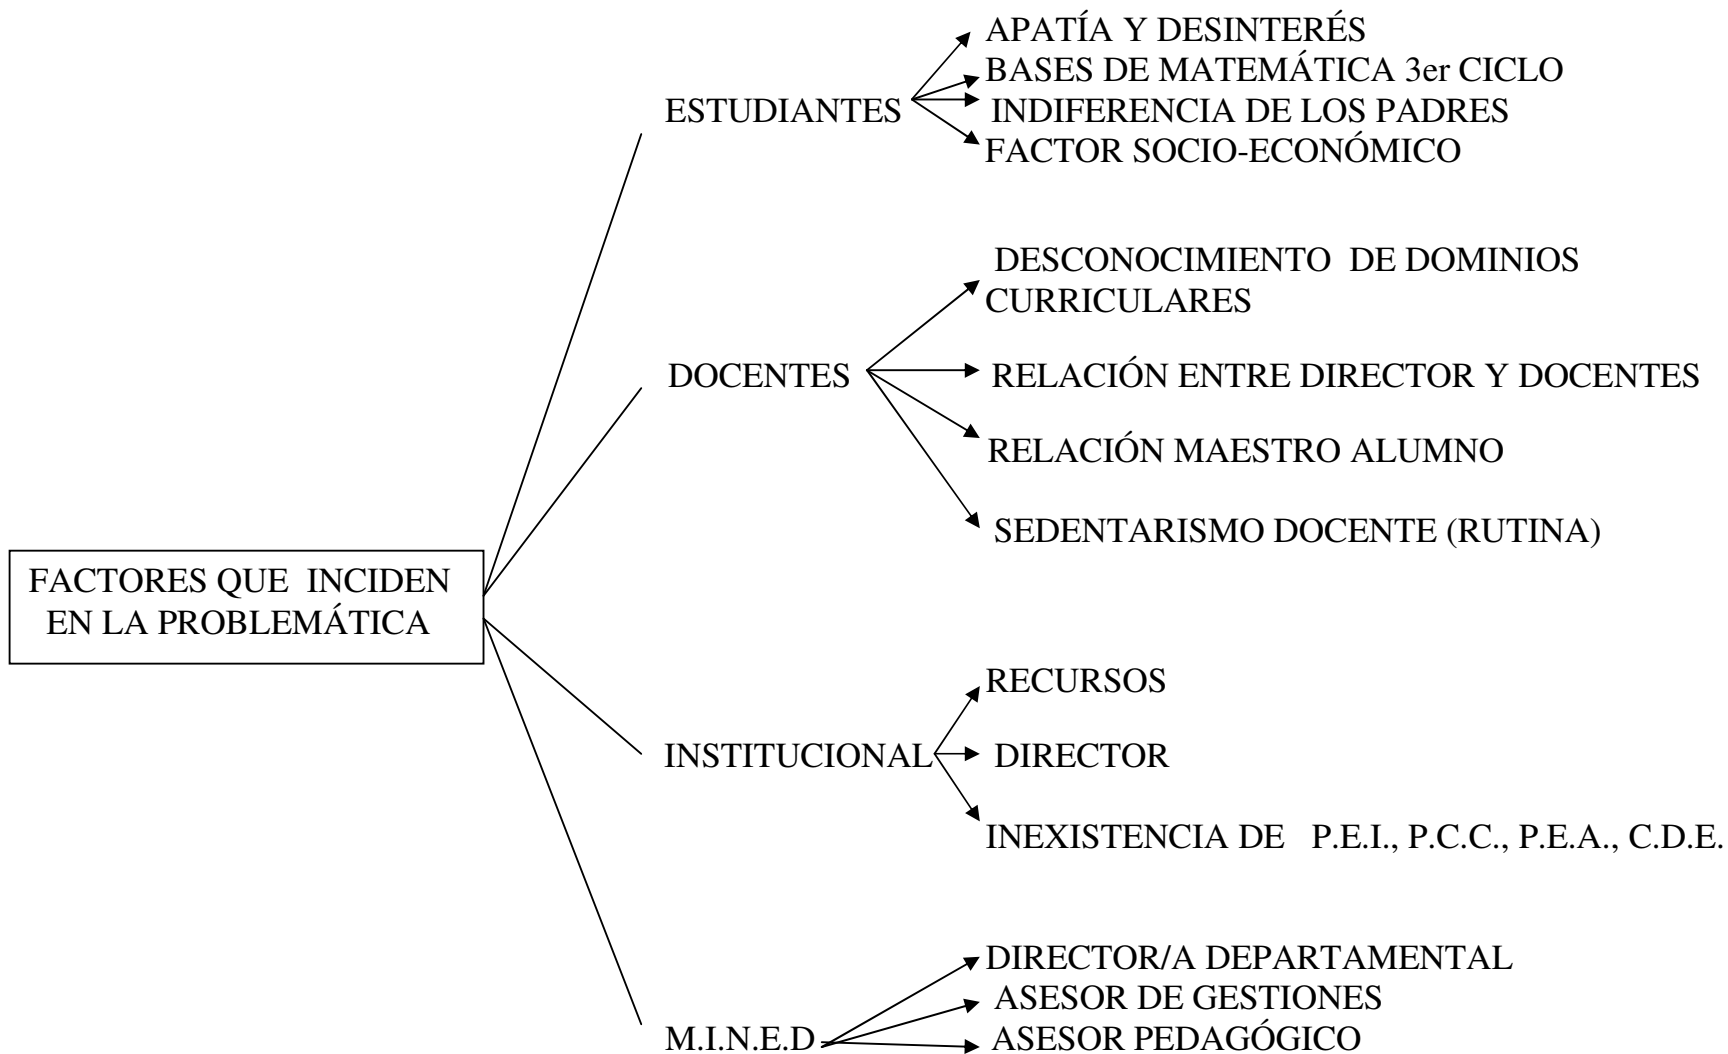 FACTORES QUE INCIDEN
EN LA PROBLEMÁTICA
ESTUDIANTES
APATÍA Y DESINTERÉS
BASES DE MATEMÁTICA 3er CICLO
INDIFERENCIA DE LOS PADRES
FACTOR SOCIO-ECONÓMICO
DOCENTES
DESCONOCIMIENTO DE DOMINIOS
CURRICULARES
RELACIÓN ENTRE DIRECTOR Y DOCENTES
RELACIÓN MAESTRO ALUMNO
SEDENTARISMO DOCENTE (RUTINA)
INSTITUCIONAL
RECURSOS
DIRECTOR
INEXISTENCIA DE P.E.I., P.C.C., P.E.A., C.D.E.
M.I.N.E.D
DIRECTOR/A DEPARTAMENTAL
ASESOR DE GESTIONES
ASESOR PEDAGÓGICO